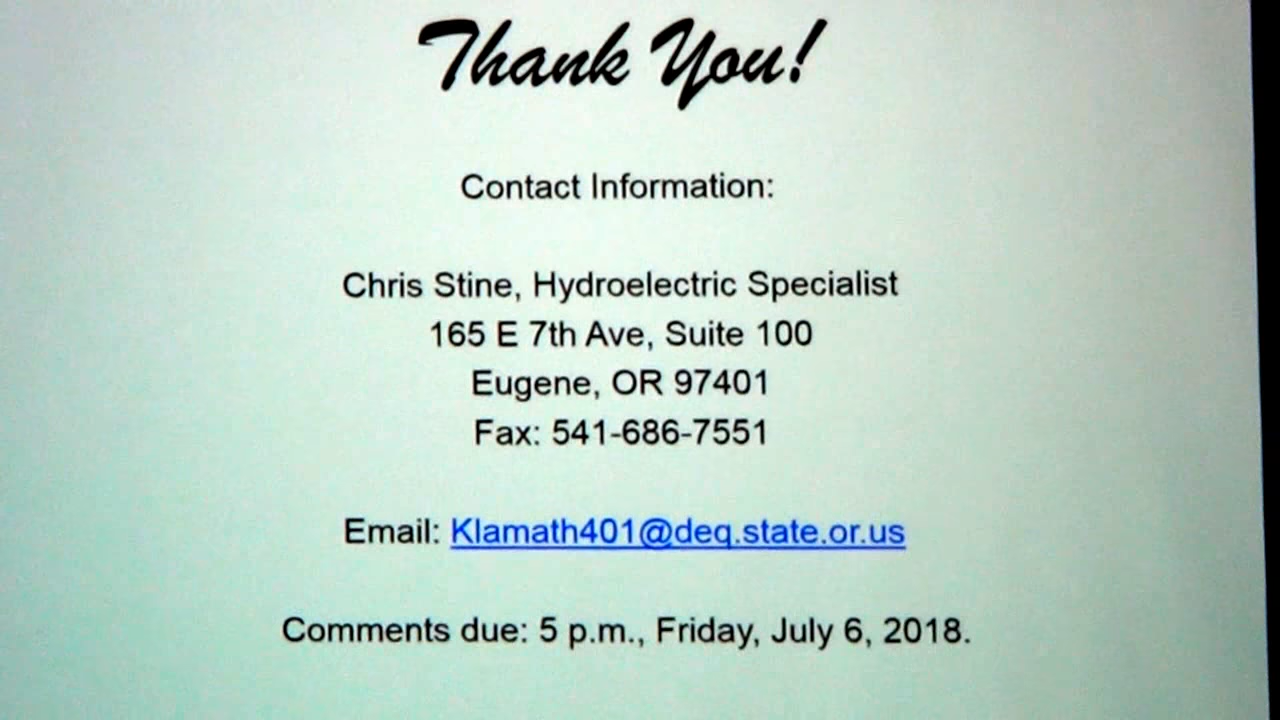 Thank You!
Contact Information:
Chris Stine, Hydroelectric Specialist
165 E 7th Ave, Suite 100
Eugene, OR 97401
Fax: 541-686-7551
Email: Klamath401@deq.state.or.us
Comments due: 5 p.m., Friday, July 6, 2018.